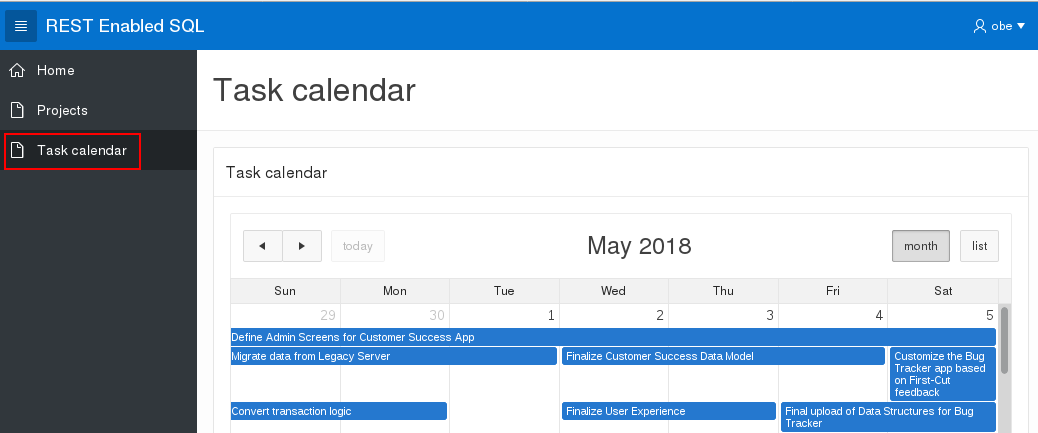 REST Enabled SQL
obe
Home
Projects
Task calendar
Task calendar
Task calendar
today
May 2018
month
list
Sun Mon Tue Wed Thu Fri Sat
29 30 1 2 3 4 5
Define Admin Screens for Customer Success App
Migrate data from Legacy Server
Finalize Customer Success Data Model
Customize the Bug
Tracker app based
on First-Cut
feedback
Convert transaction logic
Finalize User Experience
Final upload of Data Structures for Bug
Tracker